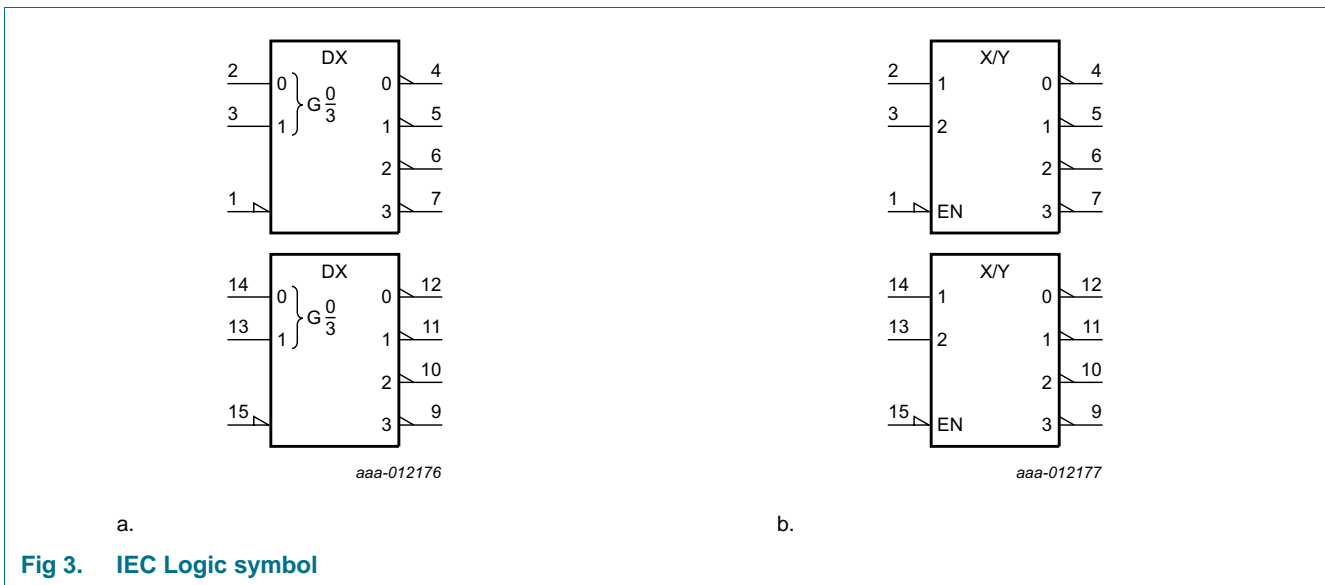 DX
2 0 0 4
G 0/3
3 1 1 5
2 6
1 3 7
DX
14 0 0 12
G 0/3
13 1 1 11
2 10
15 3 9
aaa-012176
a.
X/Y
2 1 0 4
3 2 1 5
2 6
1 EN 3 7
X/Y
14 1 0 12
13 2 1 11
2 10
15 EN 3 9
aaa-012177
b.
Fig 3. IEC Logic symbol